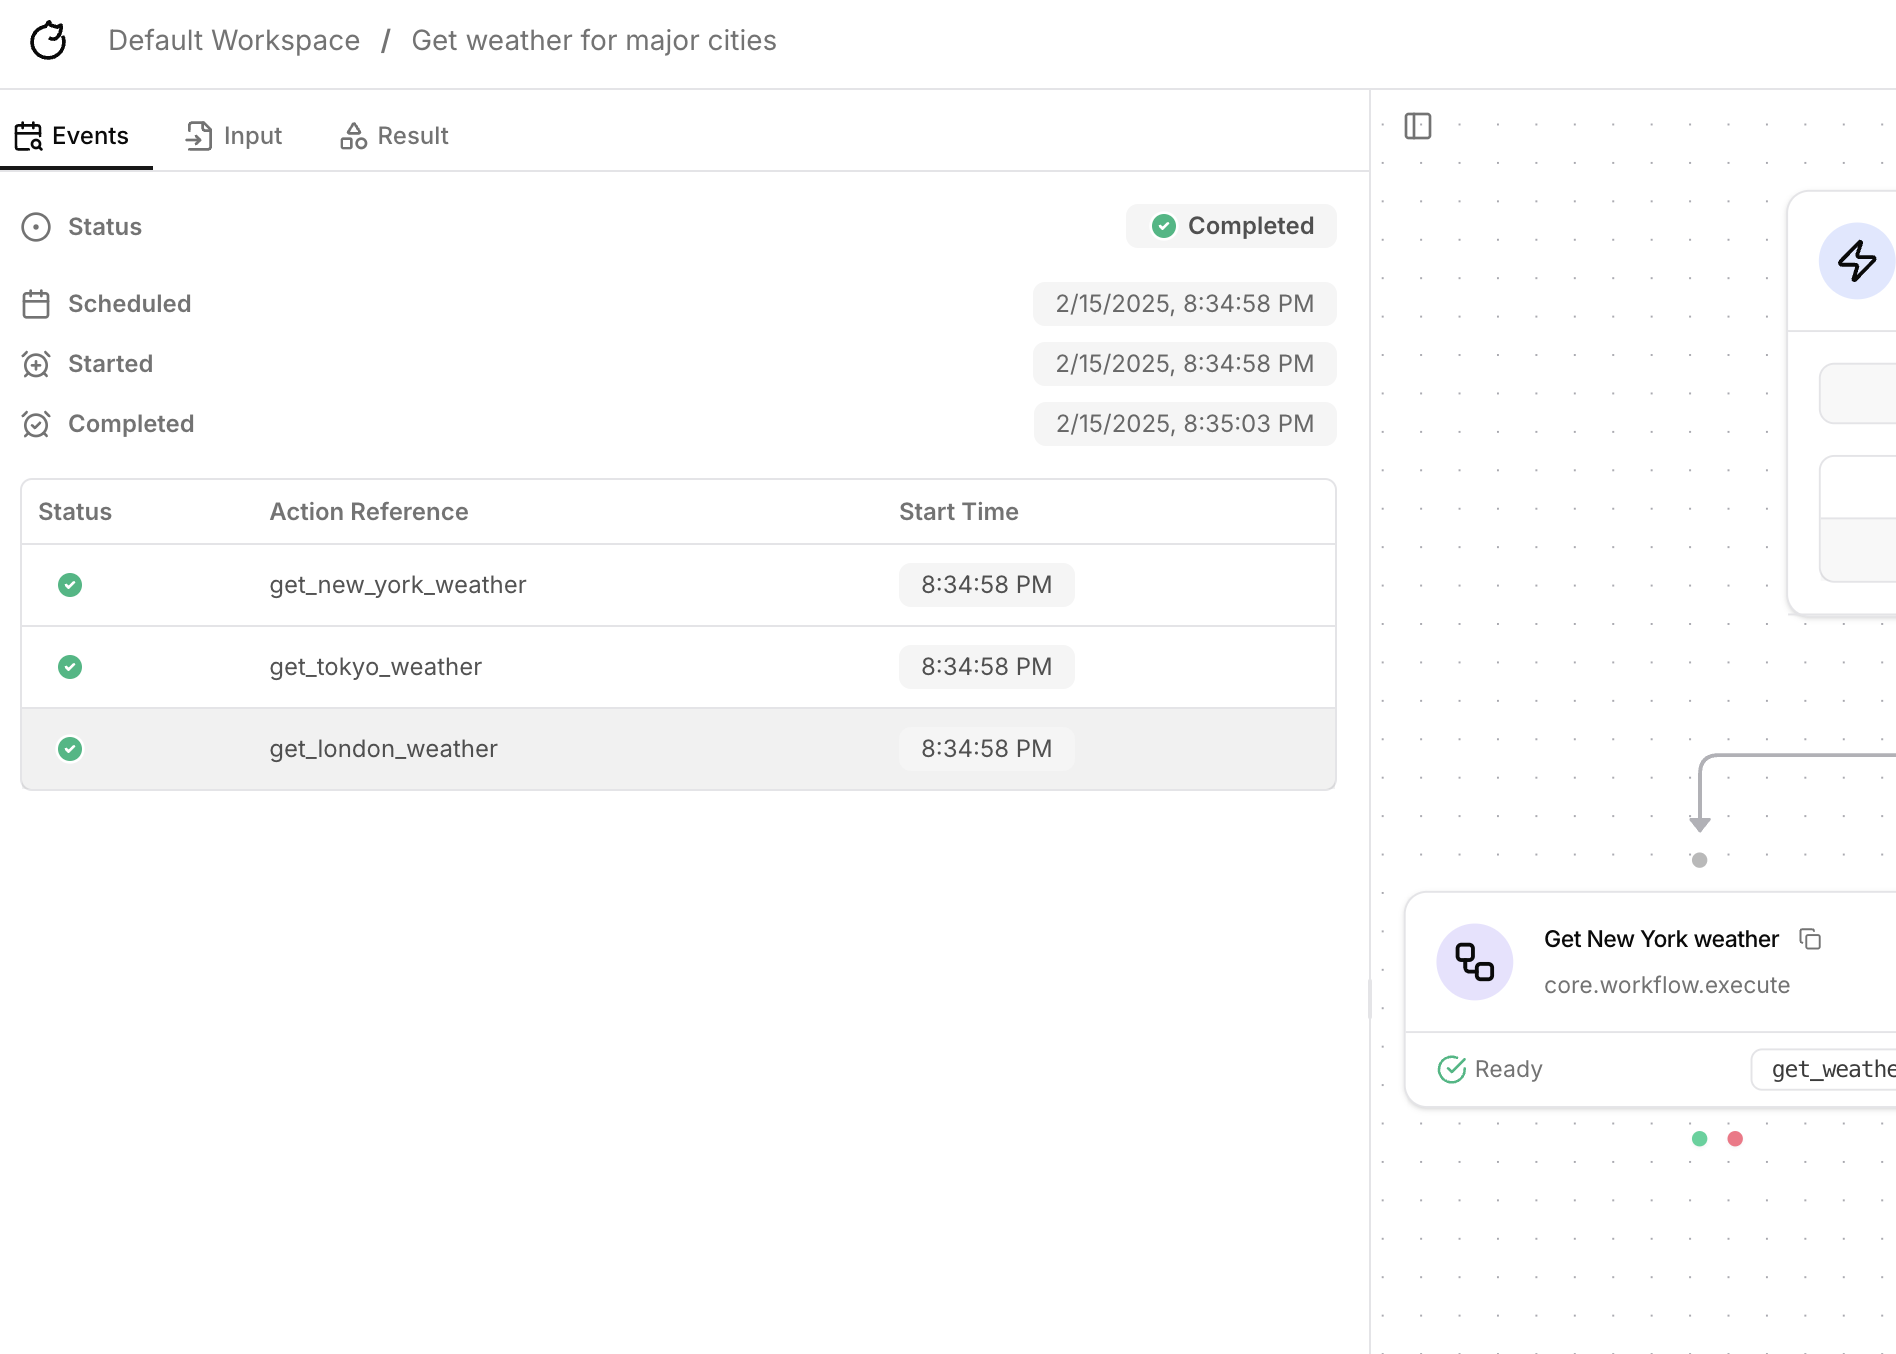 Default Workspace / Get weather for major cities
Events Input Result
Status Completed
Scheduled 2/15/2025, 8:34:58 PM
Started 2/15/2025, 8:34:58 PM
Completed 2/15/2025, 8:35:03 PM
Status Action Reference Start Time
get_new_york_weather 8:34:58 PM
get_tokyo_weather 8:34:58 PM
get_london_weather 8:34:58 PM
Get New York weather
core.workflow.execute
Ready get_weathe